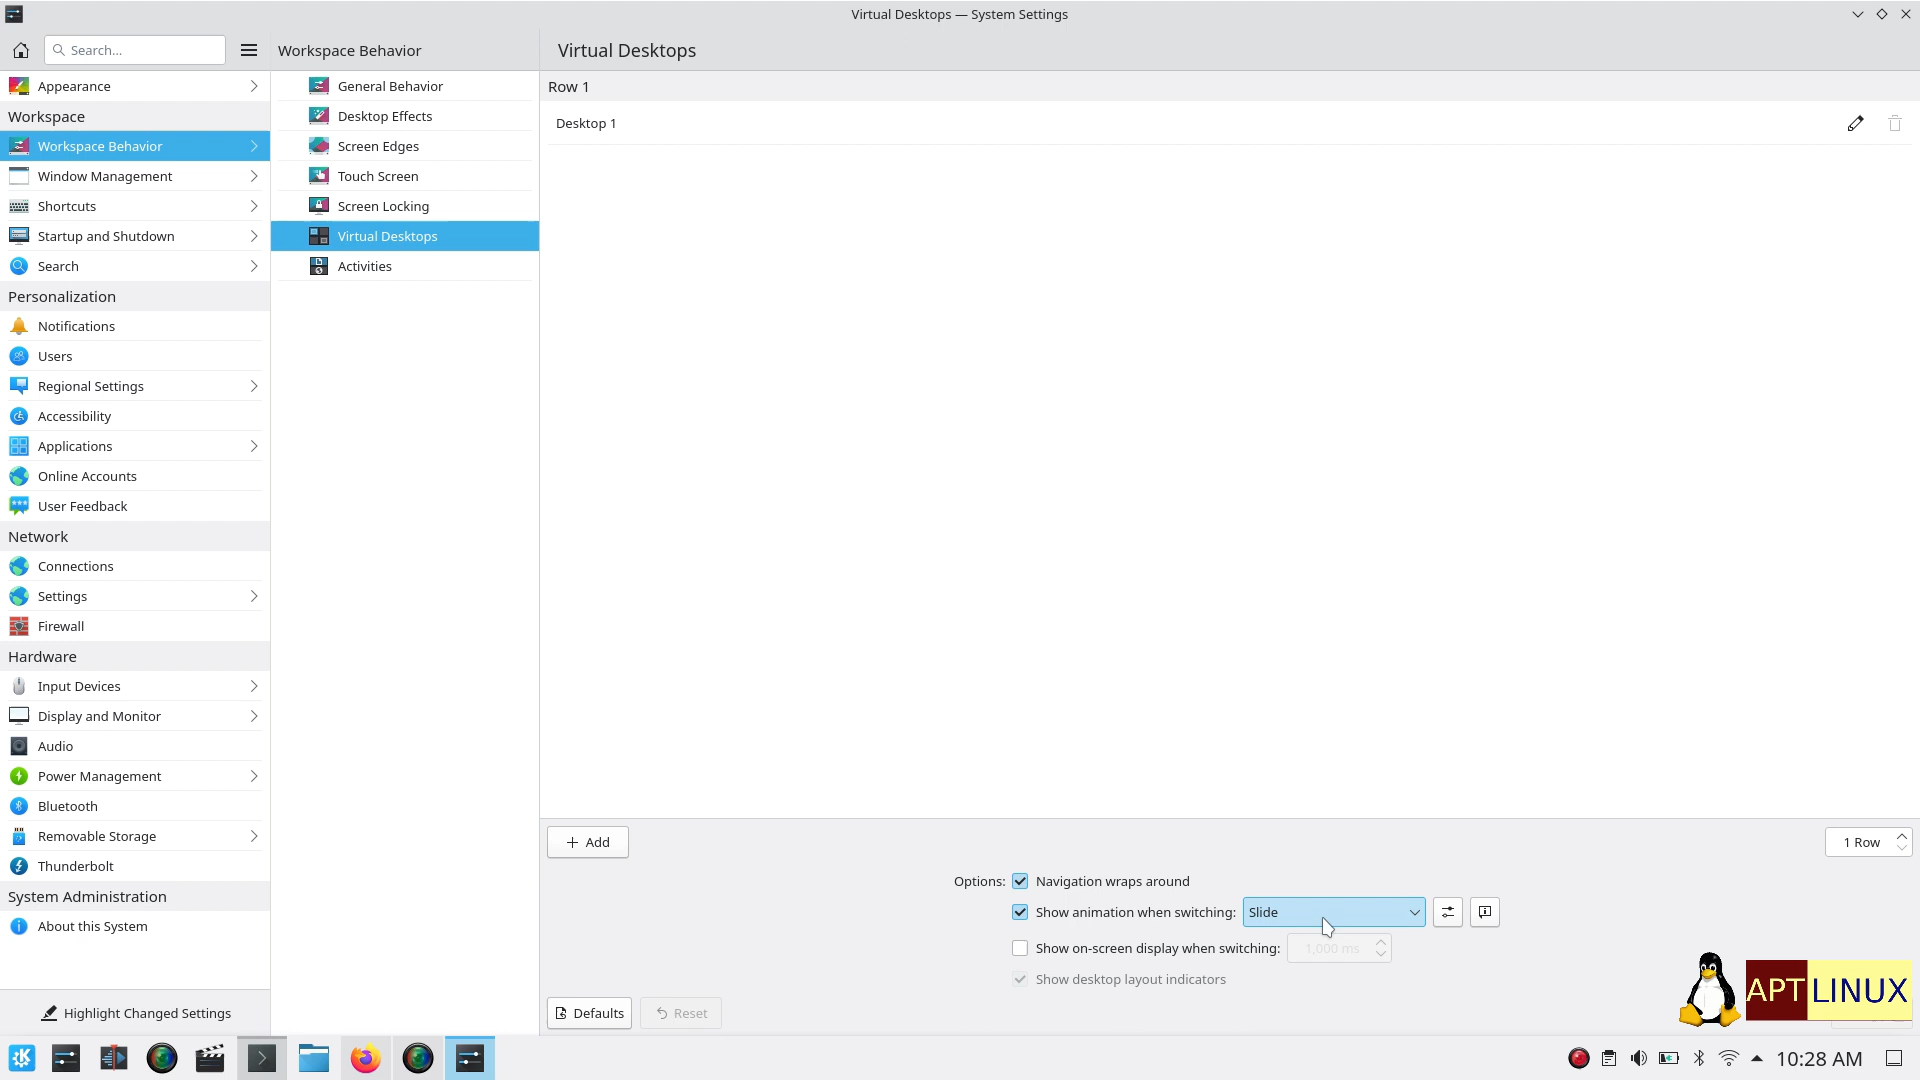 Virtual Desktops — System Settings
Search...
Workspace Behavior
Virtual Desktops
Appearance
Workspace
Workspace Behavior
Window Management
Shortcuts
Startup and Shutdown
Search
Personalization
Notifications
Users
Regional Settings
Accessibility
Applications
Online Accounts
User Feedback
Network
Connections
Settings
Firewall
Hardware
Input Devices
Display and Monitor
Audio
Power Management
Bluetooth
Removable Storage
Thunderbolt
System Administration
About this System
Highlight Changed Settings
General Behavior
Desktop Effects
Screen Edges
Touch Screen
Screen Locking
Virtual Desktops
Activities
Row 1
Desktop 1
Add
1 Row
Options: Navigation wraps around
Show animation when switching: Slide
Show on-screen display when switching: 1,000 ms
Show desktop layout indicators
Defaults
Reset
APT LINUX
10:28 AM